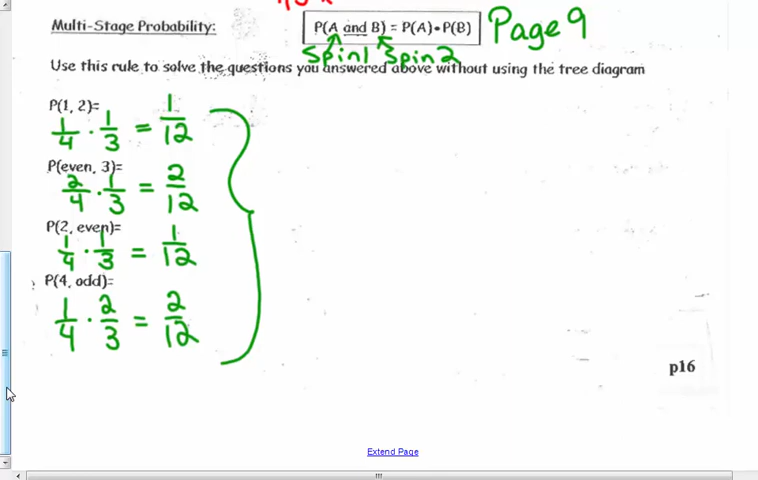 Multi-Stage Probability:
P(A and B) = P(A)•P(B)
Page 9
Spin1 Spin2
Use this rule to solve the questions you answered above without using the tree diagram
P(1, 2)=
1/4 · 1/3 = 1/12
P(even, 3)=
2/4 · 1/3 = 2/12
P(2, even)=
1/4 · 1/3 = 1/12
P(4, odd)=
1/4 · 2/3 = 2/12
p16
Extend Page